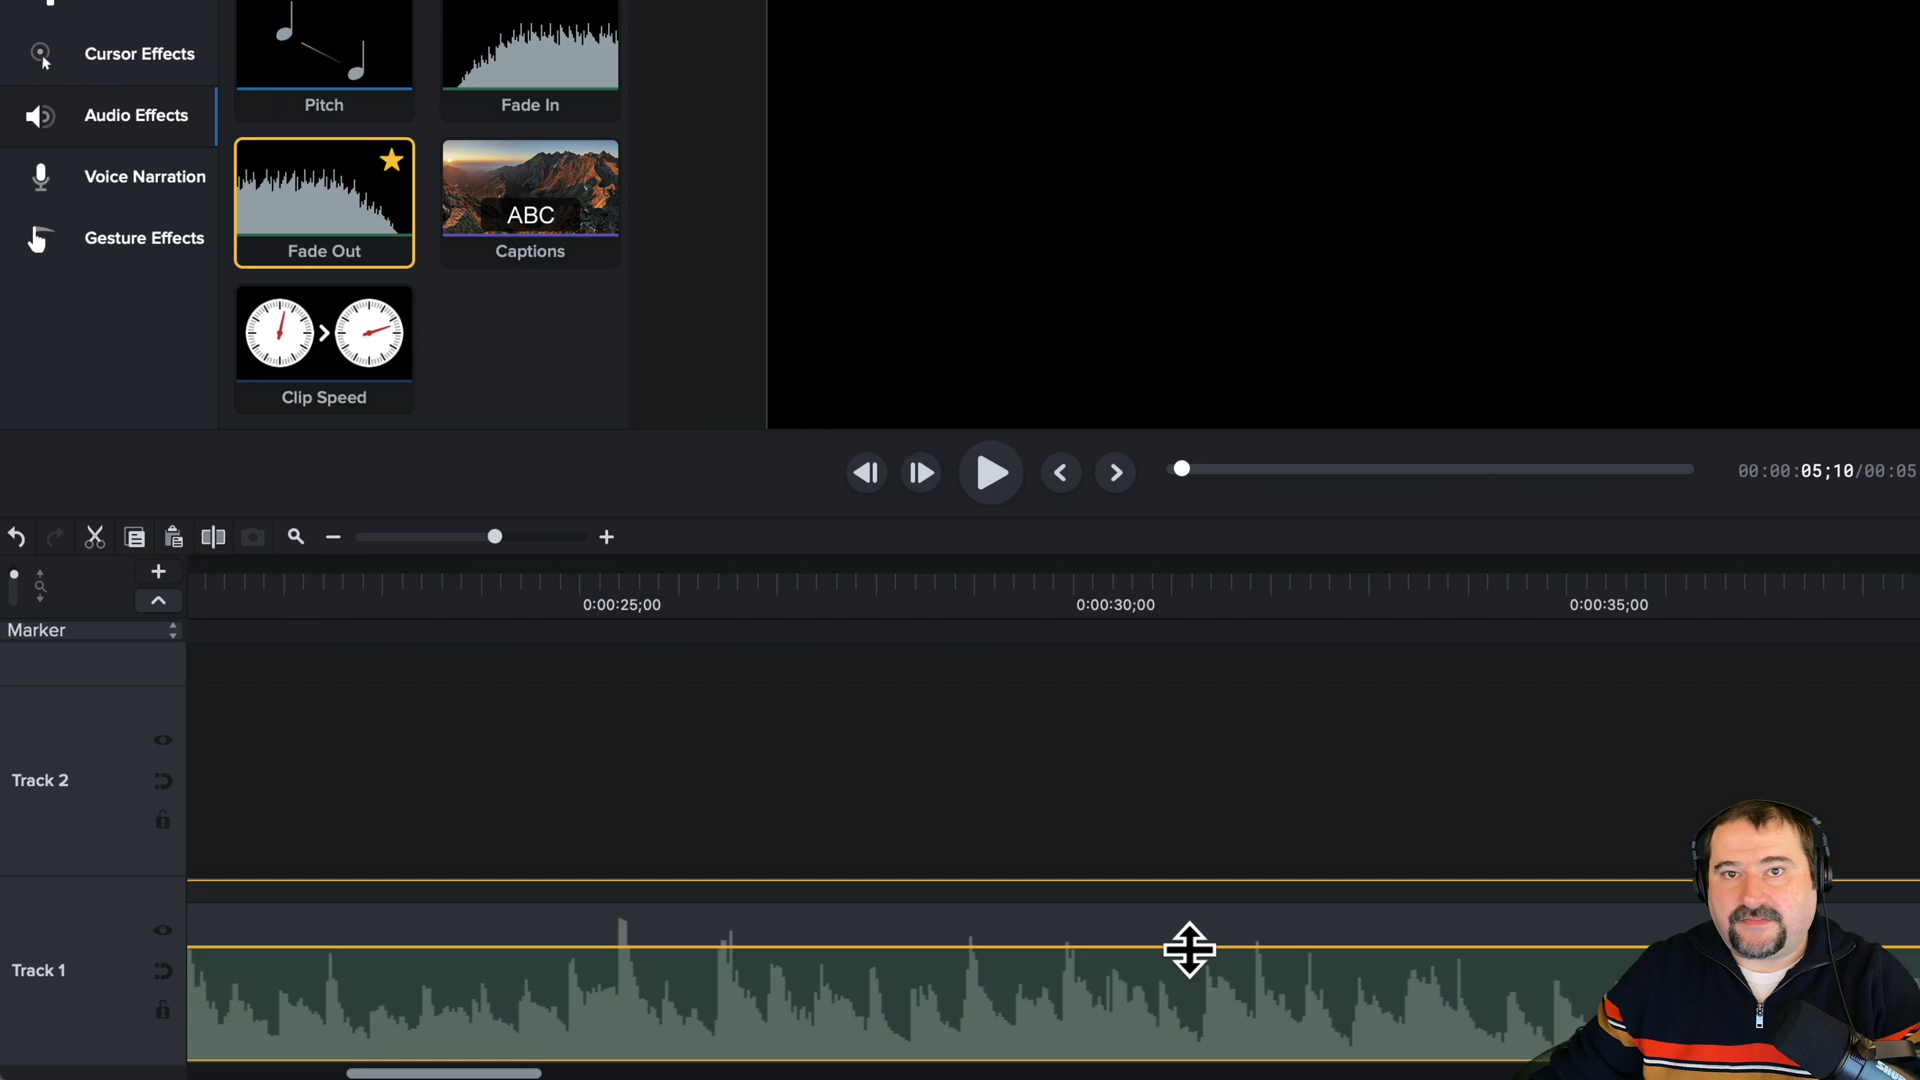 Cursor Effects
Audio Effects
Voice Narration
Gesture Effects
Pitch
Fade In
Fade Out
ABC
Captions
Clip Speed
00:00:05;10/00:05
0:00:25;00
0:00:30;00
0:00:35;00
Marker
Track 2
Track 1